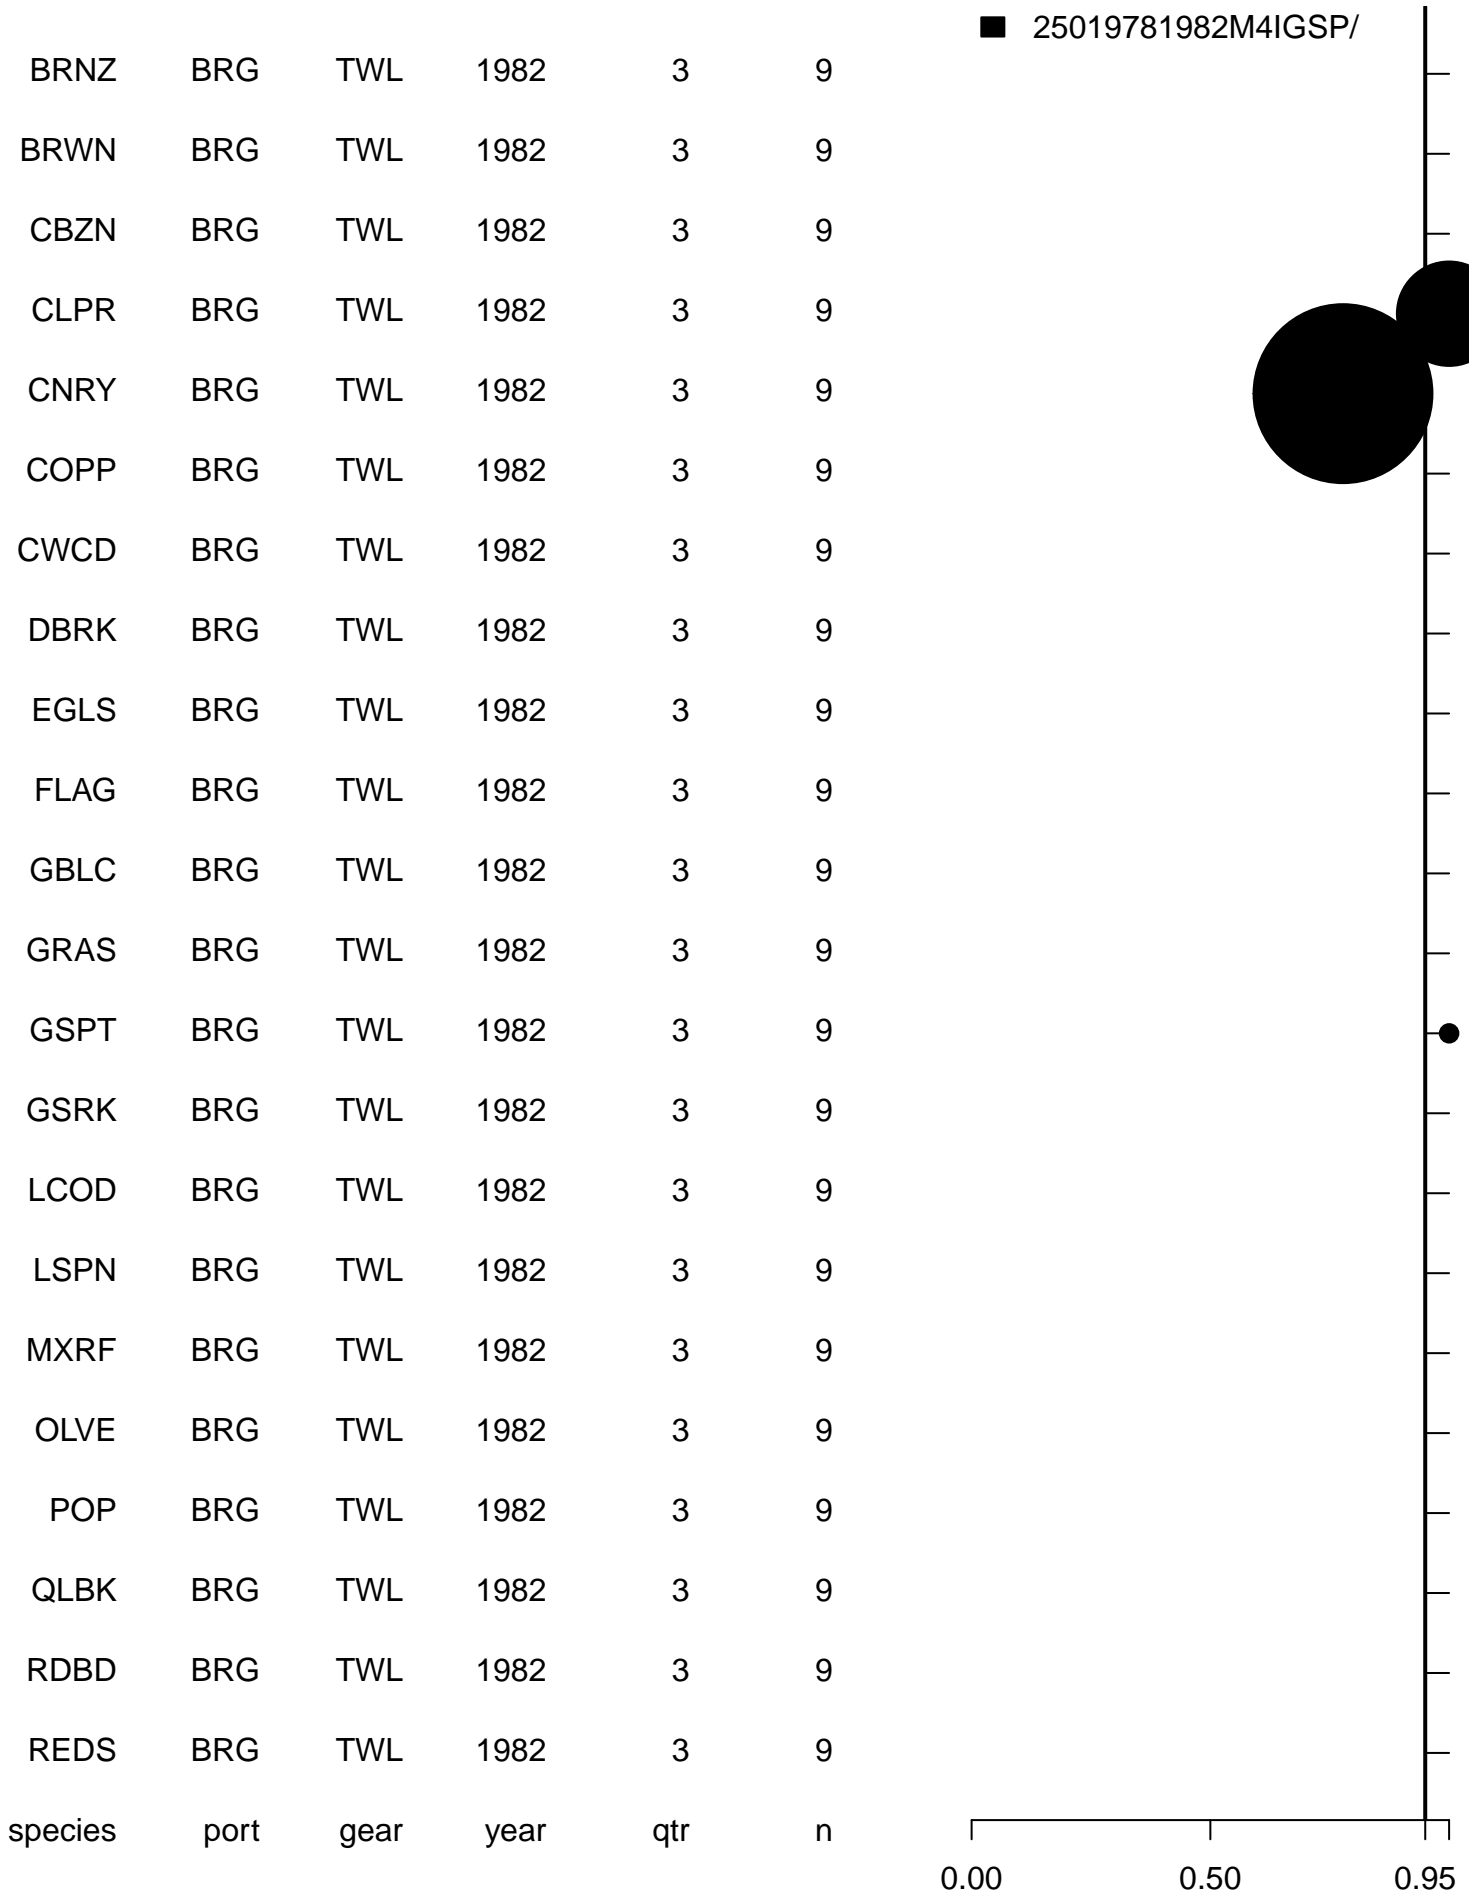 25019781982M4IGSP/
BRNZ BRG TWL 1982 3 9
BRWN BRG TWL 1982 3 9
CBZN BRG TWL 1982 3 9
CLPR BRG TWL 1982 3 9
CNRY BRG TWL 1982 3 9
COPP BRG TWL 1982 3 9
CWCD BRG TWL 1982 3 9
DBRK BRG TWL 1982 3 9
EGLS BRG TWL 1982 3 9
FLAG BRG TWL 1982 3 9
GBLC BRG TWL 1982 3 9
GRAS BRG TWL 1982 3 9
GSPT BRG TWL 1982 3 9
GSRK BRG TWL 1982 3 9
LCOD BRG TWL 1982 3 9
LSPN BRG TWL 1982 3 9
MXRF BRG TWL 1982 3 9
OLVE BRG TWL 1982 3 9
POP BRG TWL 1982 3 9
QLBK BRG TWL 1982 3 9
RDBD BRG TWL 1982 3 9
REDS BRG TWL 1982 3 9
species port gear year qtr n
0.00 0.50 0.95